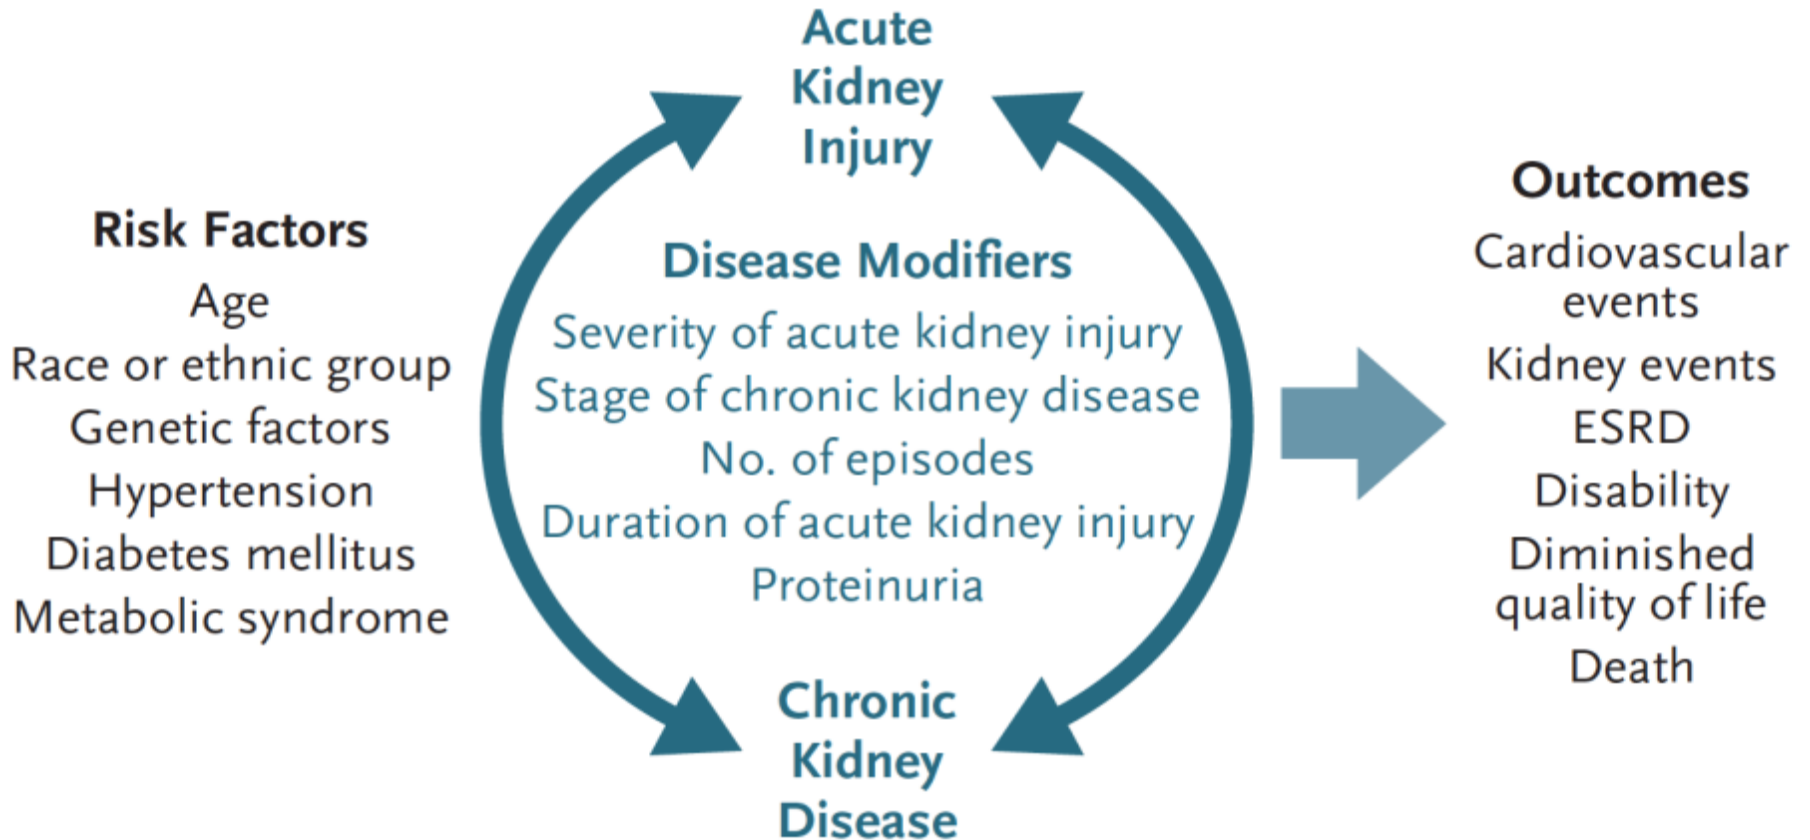 Acute
Kidney
Injury
Risk Factors
Age
Race or ethnic group
Genetic factors
Hypertension
Diabetes mellitus
Metabolic syndrome
Disease Modifiers
Severity of acute kidney injury
Stage of chronic kidney disease
No. of episodes
Duration of acute kidney injury
Proteinuria
Chronic
Kidney
Disease
Outcomes
Cardiovascular
events
Kidney events
ESRD
Disability
Diminished
quality of life
Death